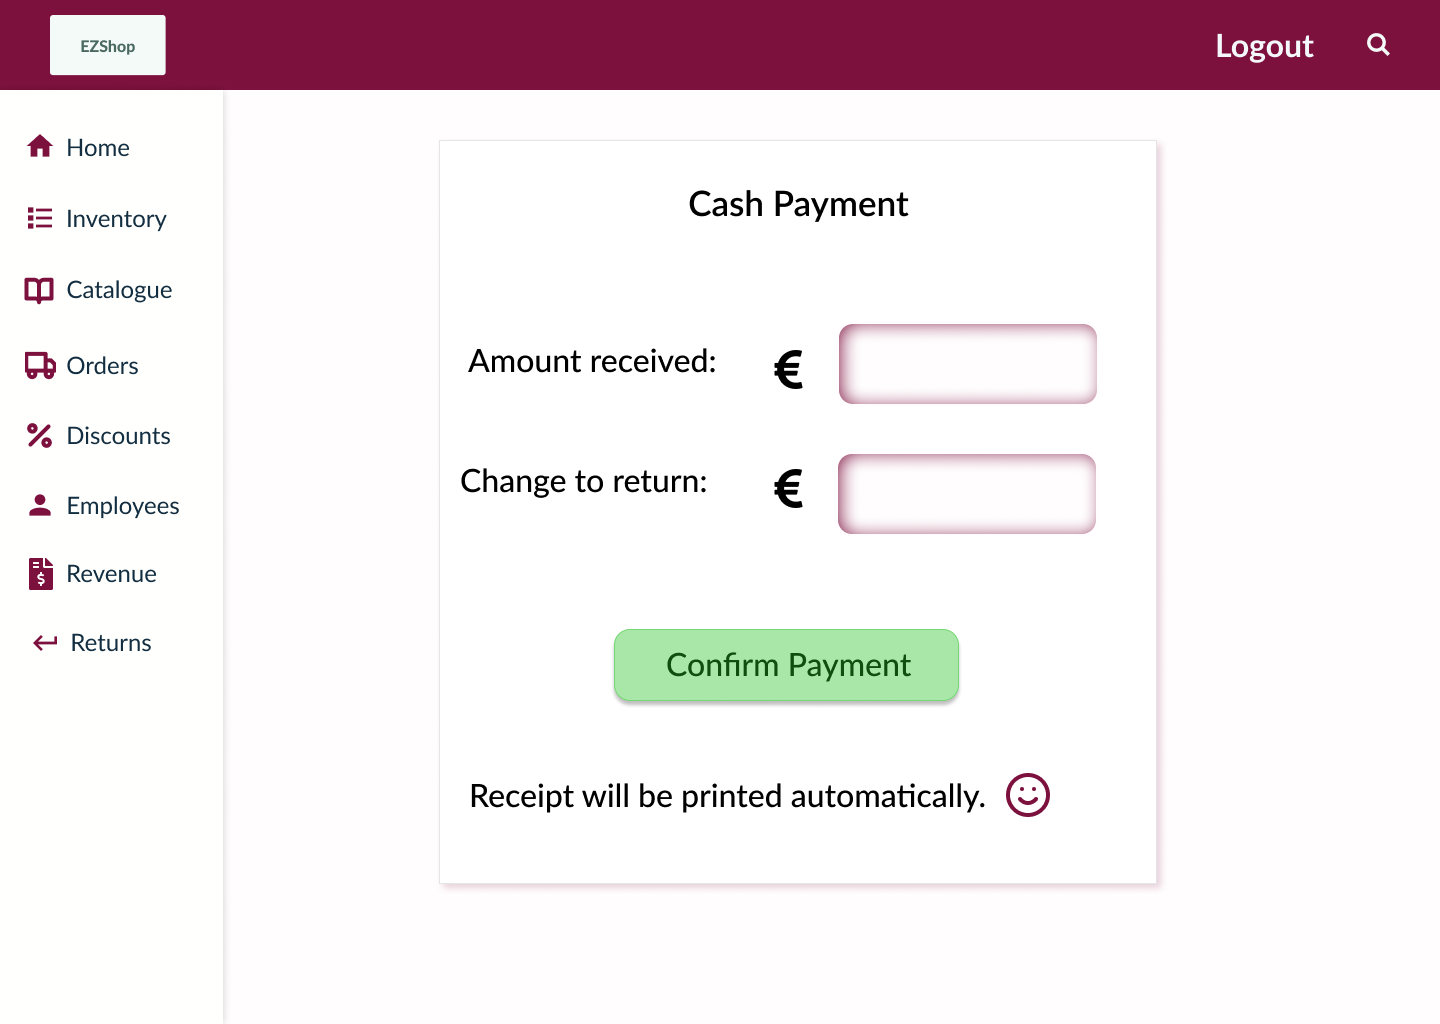 EZShop
Logout
Home
Inventory
Catalogue
Orders
Discounts
Employees
Revenue
Returns
Cash Payment
Amount received: €
Change to return: €
Confirm Payment
Receipt will be printed automatically.